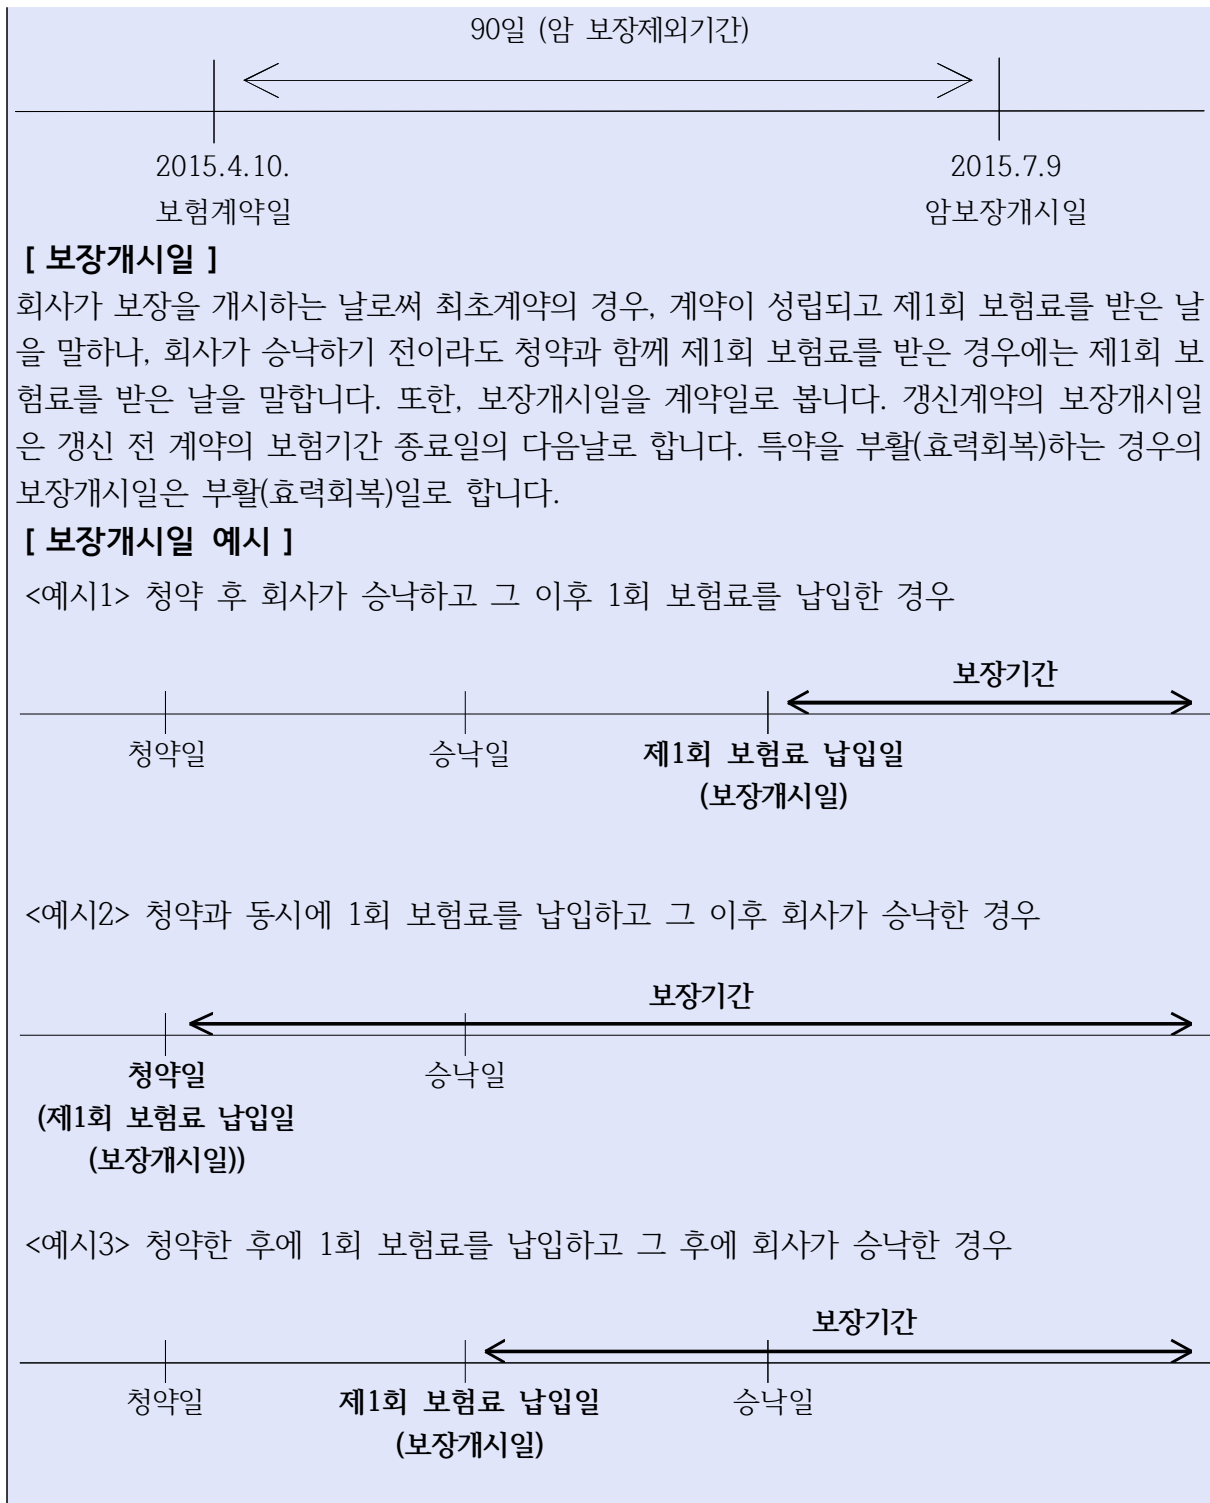 90일 (암 보장제외기간)
2015.4.10. 2015.7.9
보험계약일 암보장개시일
[ 보장개시일 ]
회사가 보장을 개시하는 날로써 최초계약의 경우, 계약이 성립되고 제1회 보험료를 받은 날
을 말하나, 회사가 승낙하기 전이라도 청약과 함께 제1회 보험료를 받은 경우에는 제1회 보
험료를 받은 날을 말합니다. 또한, 보장개시일을 계약일로 봅니다. 갱신계약의 보장개시일
은 갱신 전 계약의 보험기간 종료일의 다음날로 합니다. 특약을 부활(효력회복)하는 경우의
보장개시일은 부활(효력회복)일로 합니다.
[ 보장개시일 예시 ]
<예시1> 청약 후 회사가 승낙하고 그 이후 1회 보험료를 납입한 경우
보장기간
청약일 승낙일 제1회 보험료 납입일
(보장개시일)
<예시2> 청약과 동시에 1회 보험료를 납입하고 그 이후 회사가 승낙한 경우
보장기간
청약일 승낙일
(제1회 보험료 납입일
(보장개시일))
<예시3> 청약한 후에 1회 보험료를 납입하고 그 후에 회사가 승낙한 경우
보장기간
청약일 제1회 보험료 납입일 승낙일
(보장개시일)